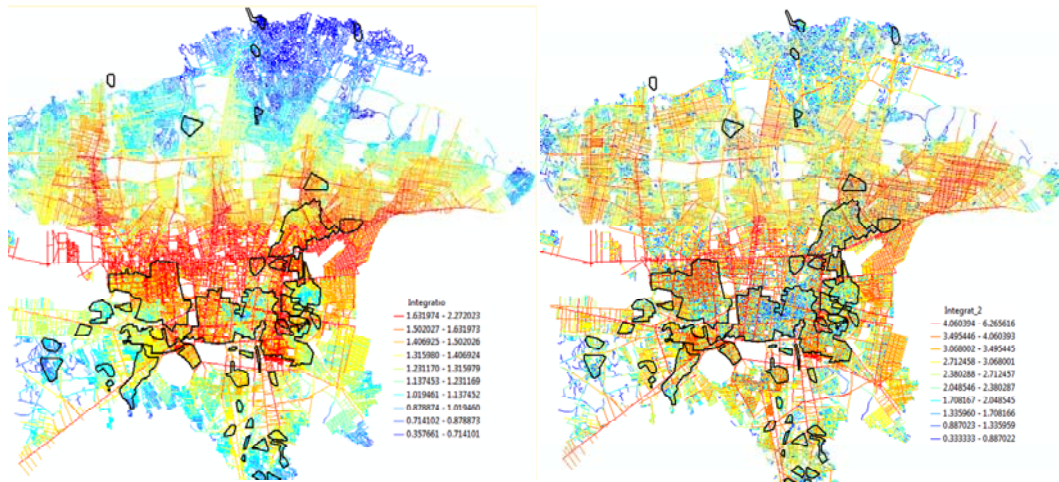 Integratio
1.631974 - 2.272023
1.502027 - 1.631973
1.406925 - 1.502026
1.315980 - 1.406924
1.231170 - 1.315979
1.137453 - 1.231169
1.019461 - 1.137452
0.878874 - 1.019460
0.714102 - 0.878873
0.357661 - 0.714101
Integrat_2
4.060394 - 6.265616
3.495446 - 4.060393
3.068002 - 3.495445
2.712458 - 3.068001
2.380288 - 2.712457
2.048546 - 2.380287
1.708167 - 2.048545
1.335960 - 1.708166
0.887023 - 1.335959
0.333333 - 0.887022